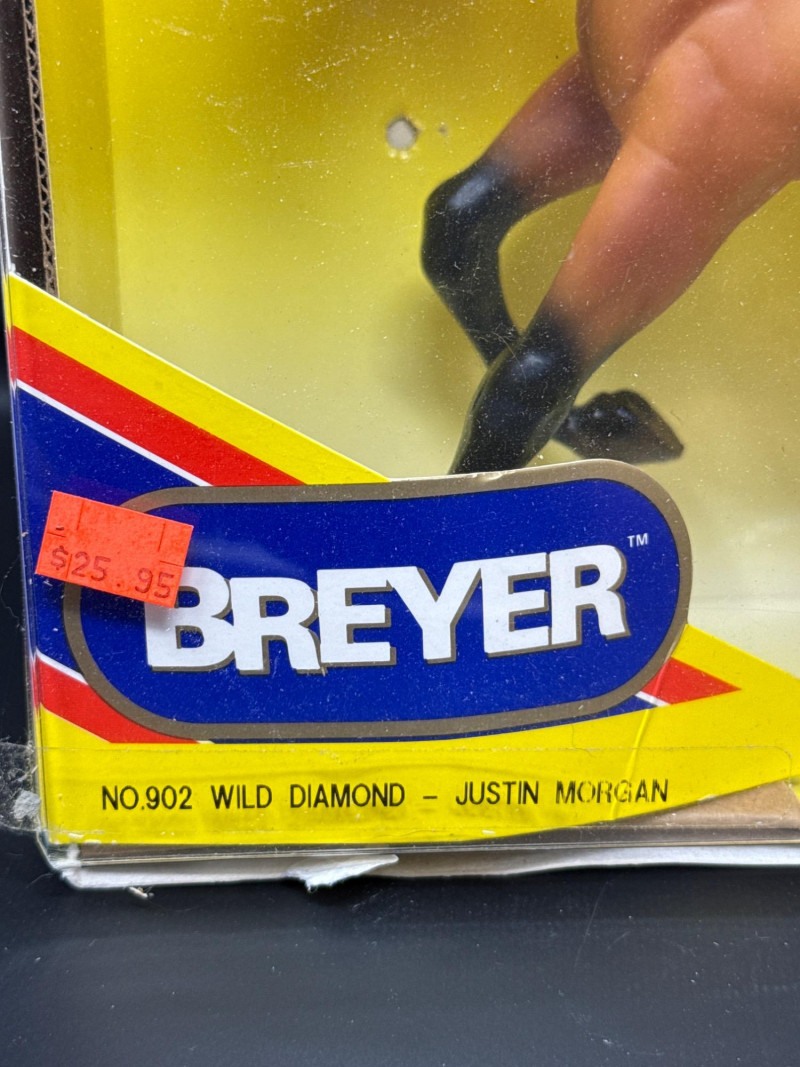 $25.95
BREYER™
NO.902 WILD DIAMOND – JUSTIN MORGAN